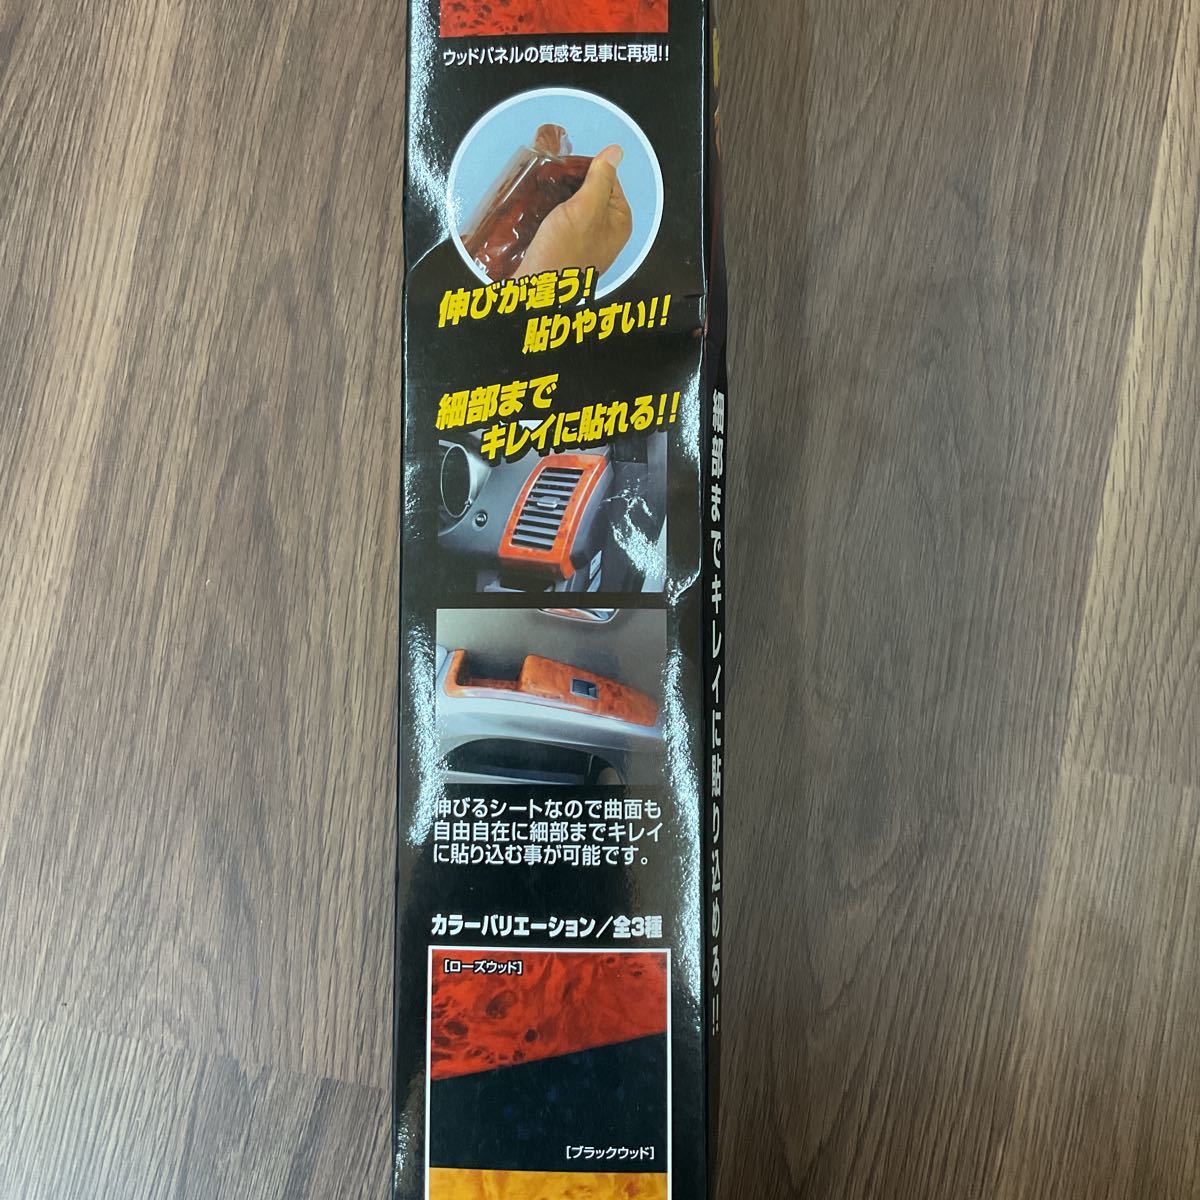 ウッドパネルの質感を見事に再現!!
伸びが違う!
貼りやすい!!
細部まで
キレイに貼れる!!
伸びるシートなので曲面も
自由自在に細部までキレイ
に貼り込む事が可能です。
カラーバリエーション/全3種
[ローズウッド]
[ブラックウッド]
細部までキレイに貼り込める!!